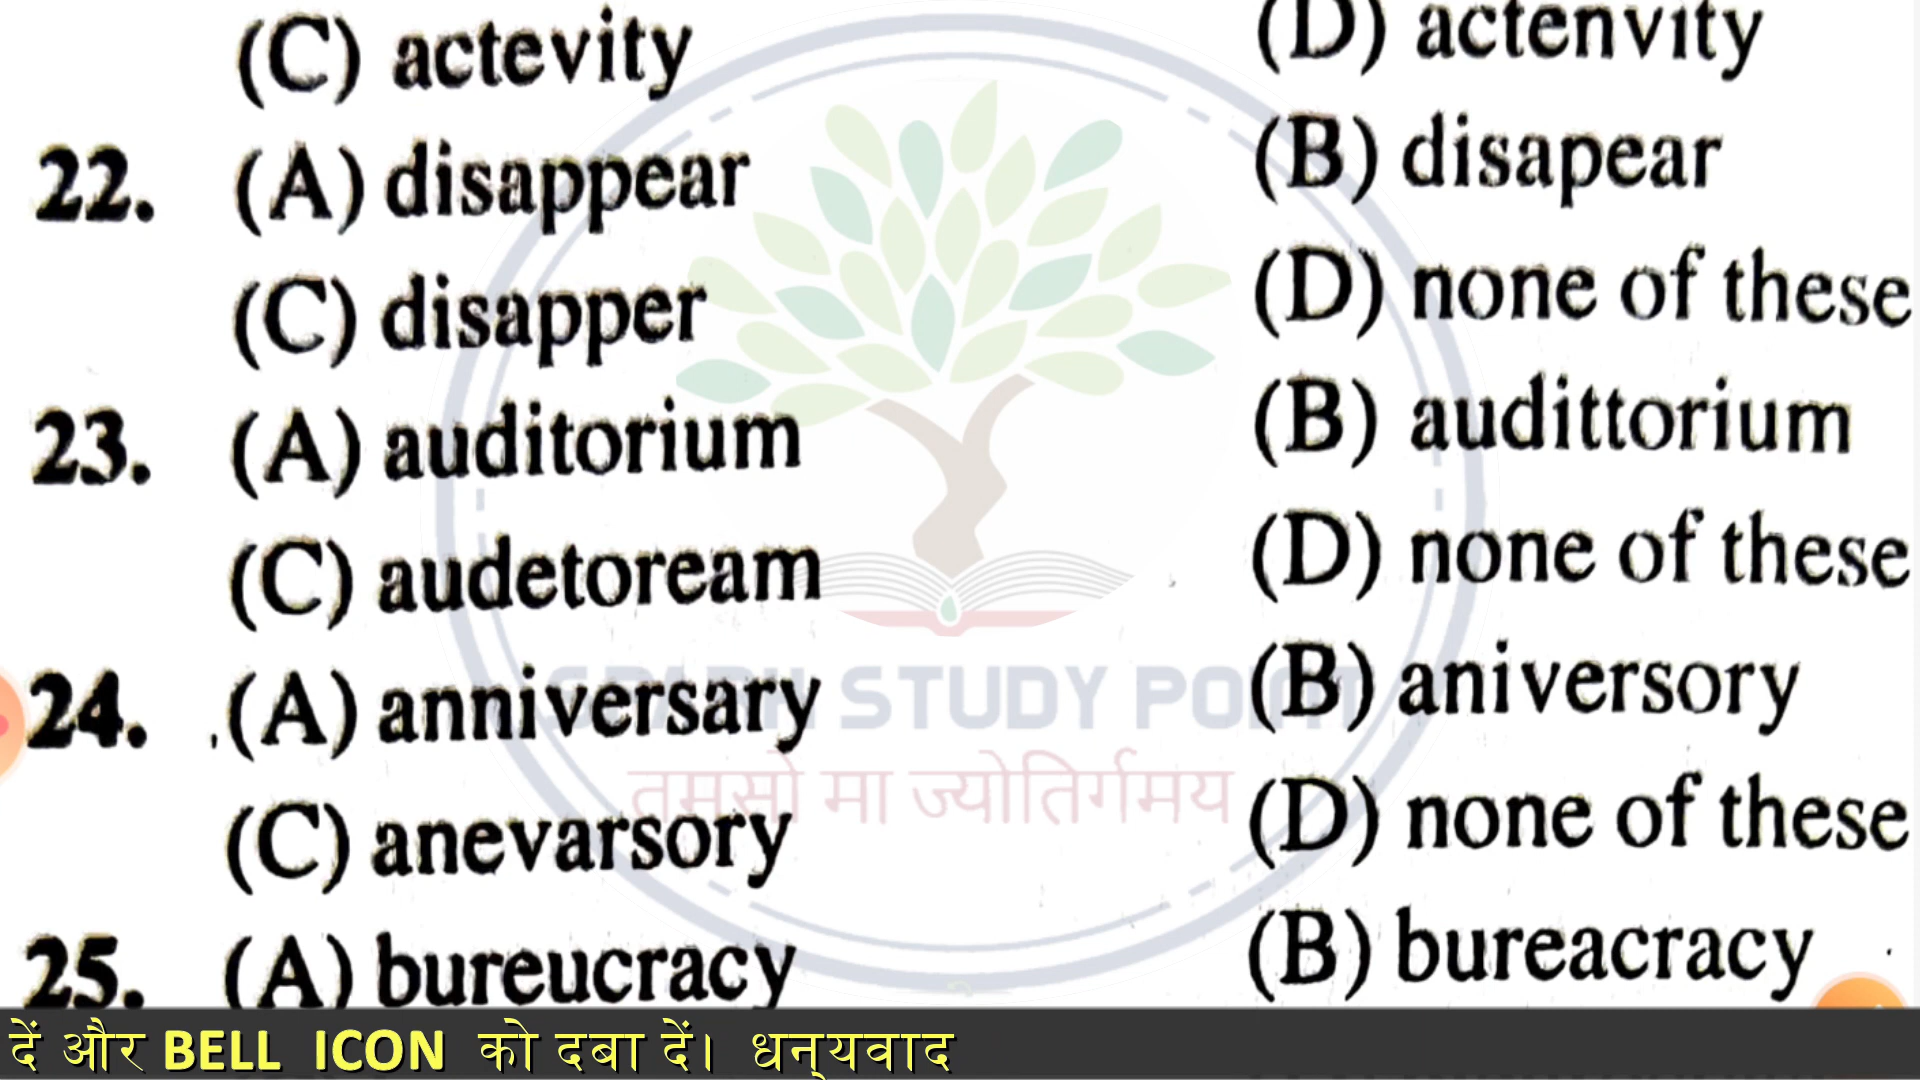 (C) actevity (D) actenvity
22. (A) disappear (B) disapear
(C) disapper (D) none of these
23. (A) auditorium (B) audittorium
(C) audetoream (D) none of these
24. (A) anniversary (B) aniversory
STUDY POINT
तमसो मा ज्योतिर्गमय
(C) anevarsory (D) none of these
25. (A) bureucracy (B) bureacracy
दें और BELL ICON को दबा दें। धन्यवाद